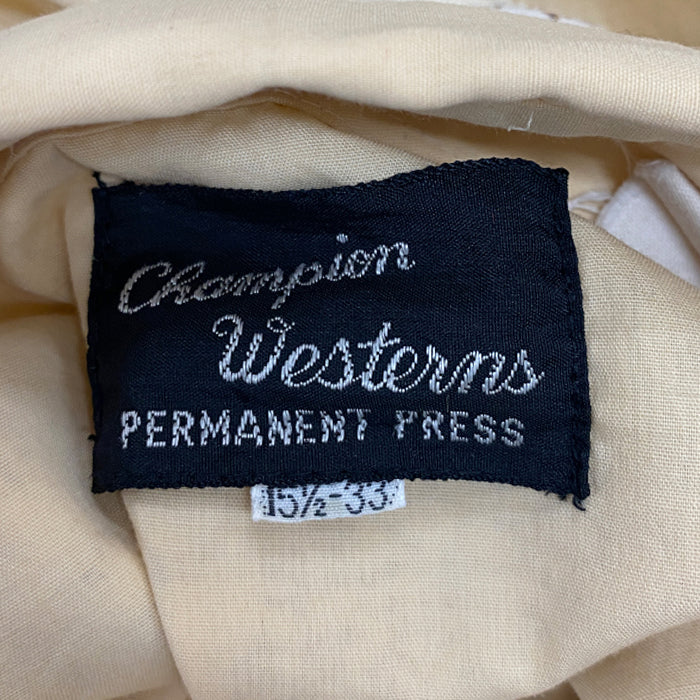 Champion
Westerns
PERMANENT PRESS
15½-33